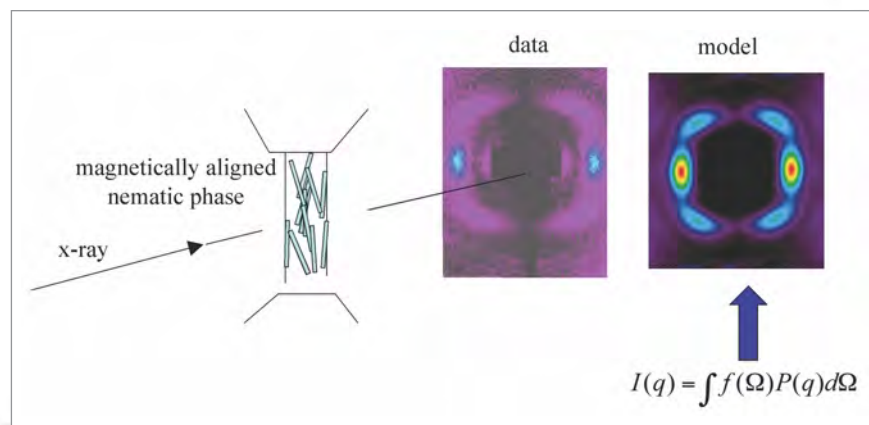 data
model
magnetically aligned
nematic phase
x-ray
I(q) = ∫ f(Ω)P(q)dΩ